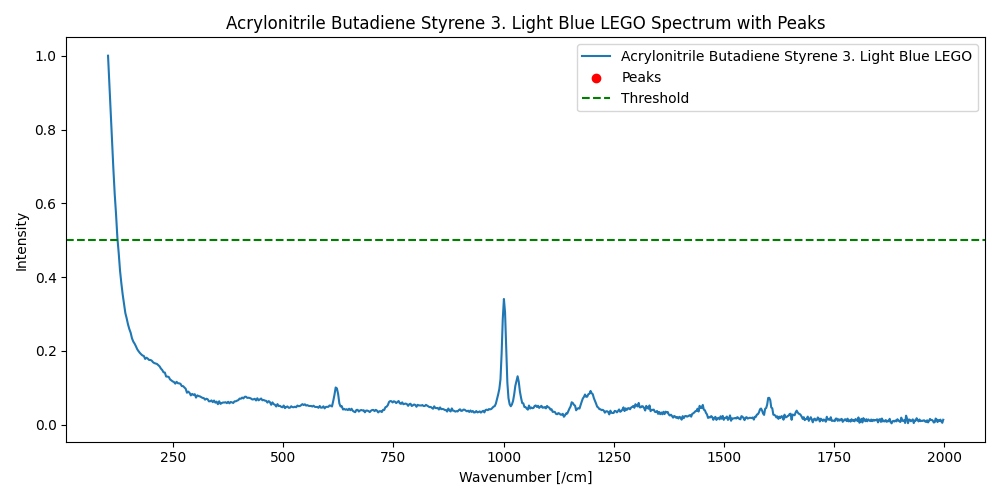 Acrylonitrile Butadiene Styrene 3. Light Blue LEGO Spectrum with Peaks
Acrylonitrile Butadiene Styrene 3. Light Blue LEGO
Peaks
Threshold
1.0
0.8
0.6
0.4
0.2
0.0
Intensity
250 500 750 1000 1250 1500 1750 2000
Wavenumber [/cm]